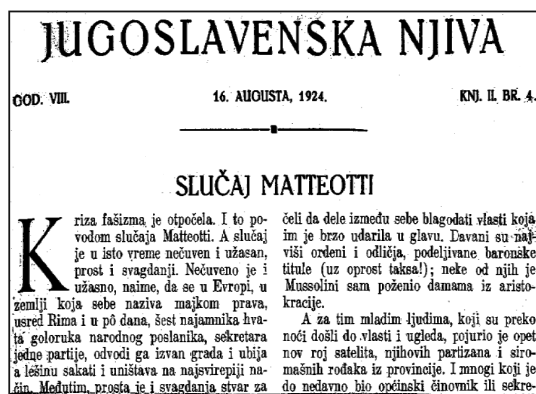 JUGOSLAVENSKA NJIVA
GOD. VIII. 16. AUGUSTA, 1924. KNJ. II. BR. 4.
SLUČAJ MATTEOTTI
Kriza fašizma je otpočela. I to po-
vodom slučaja Matteotti. A slučaj
je u isto vreme nečuven i užasan,
prost i svagdanji. Nečuveno je i
užasno, naime, da se u Evropi, u
zemlji koja sebe naziva majkom prava,
usred Rima i u pô dana, šest najamnika hva-
ta goloruka narodnog poslanika, sekretara
jedne partije, odvodi ga izvan grada i ubija
a lešinu sakati i uništava na najsvirepiji na-
čin. Međutim, prosta je i svagdanja stvar za
čeli da dele između sebe blagodati vlasti koja
im je brzo udarila u glavu. Davani su naj-
viši ordeni i odličja, podeljivane baronske
titule (uz oprost taksa!); neke od njih je
Mussolini sam poženio damama iz aristo-
kracije.
A za tim mladim ljudima, koji su preko
noći došli do vlasti i ugleda, pojurio je opet
nov roj satelita, njihovih partizana i siro-
mašnih rođaka iz provincije. I mnogi koji je
do nedavno bio općinski činovnik ili sekre-